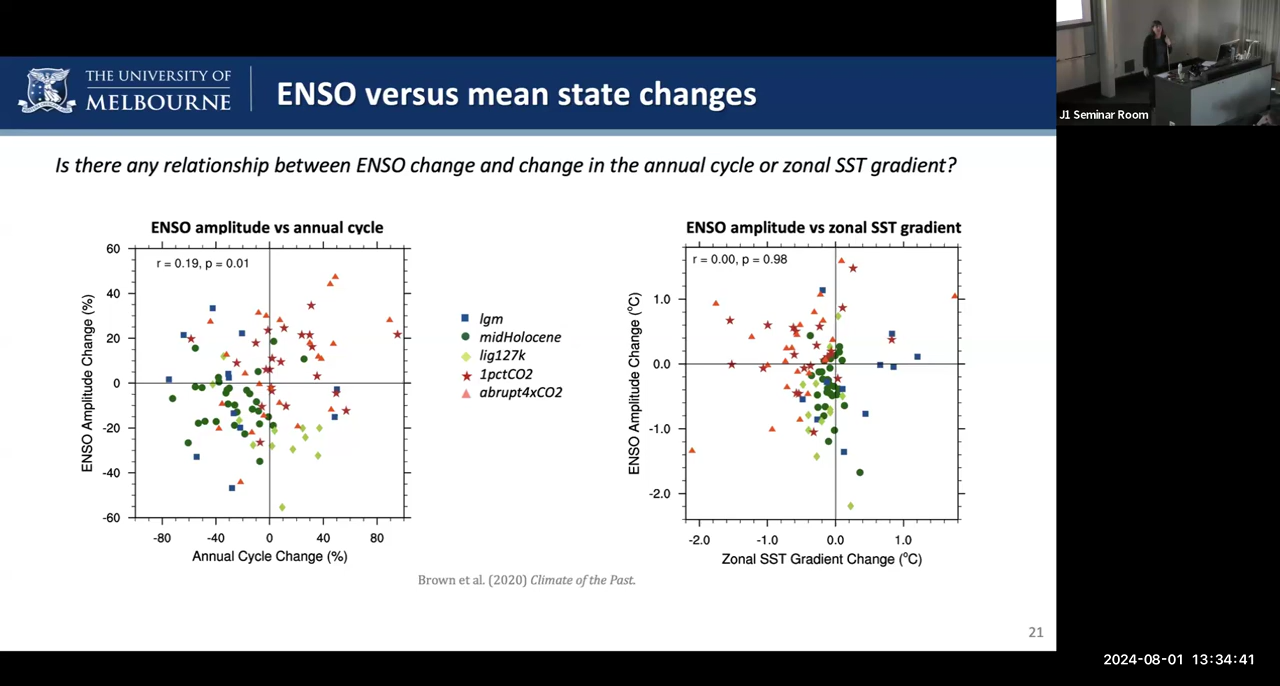 THE UNIVERSITY OF
MELBOURNE
ENSO versus mean state changes
J1 Seminar Room
Is there any relationship between ENSO change and change in the annual cycle or zonal SST gradient?
ENSO amplitude vs annual cycle
r = 0.19, p = 0.01
60
40
20
0
-20
-40
-60
ENSO Amplitude Change (%)
-80 -40 0 40 80
Annual Cycle Change (%)
lgm
midHolocene
lig127k
1pctCO2
abrupt4xCO2
ENSO amplitude vs zonal SST gradient
r = 0.00, p = 0.98
1.0
0.0
-1.0
-2.0
ENSO Amplitude Change (°C)
-2.0 -1.0 0.0 1.0
Zonal SST Gradient Change (°C)
Brown et al. (2020) Climate of the Past.
21
2024-08-01 13:34:41